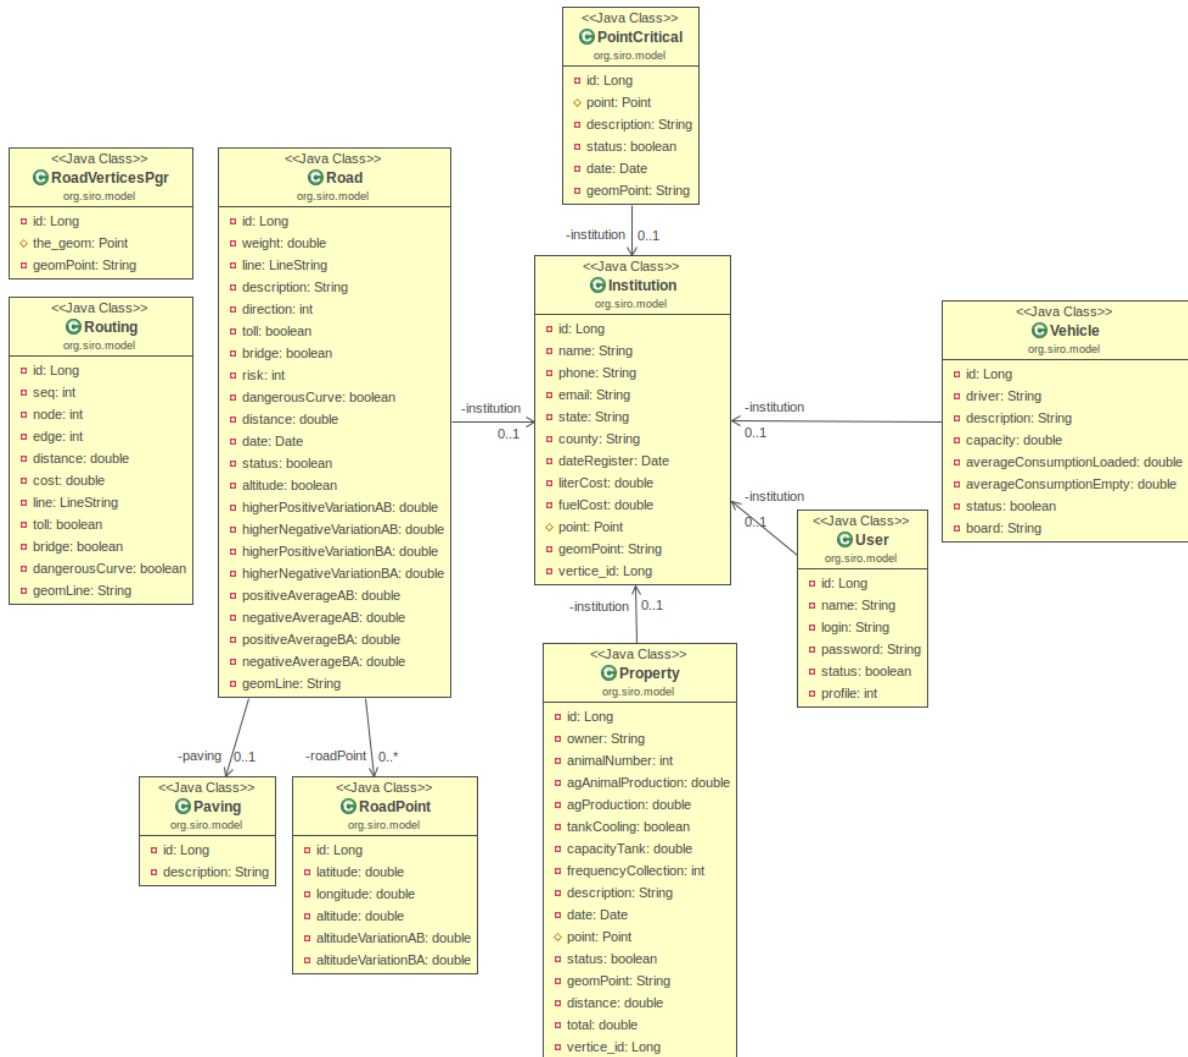 <<Java Class>>
PointCritical
org.siro.model
id: Long
point: Point
description: String
status: boolean
date: Date
geomPoint: String
-institution
0..1
<<Java Class>>
RoadVerticesPgr
org.siro.model
id: Long
the_geom: Point
geomPoint: String
<<Java Class>>
Routing
org.siro.model
id: Long
seq: int
node: int
edge: int
distance: double
cost: double
line: LineString
toll: boolean
bridge: boolean
dangerousCurve: boolean
geomLine: String
<<Java Class>>
Road
org.siro.model
id: Long
weight: double
line: LineString
description: String
direction: int
toll: boolean
bridge: boolean
risk: int
dangerousCurve: boolean
distance: double
date: Date
status: boolean
altitude: boolean
higherPositiveVariationAB: double
higherNegativeVariationAB: double
higherPositiveVariationBA: double
higherNegativeVariationBA: double
positiveAverageAB: double
negativeAverageAB: double
positiveAverageBA: double
negativeAverageBA: double
geomLine: String
-institution
0..1
<<Java Class>>
Institution
org.siro.model
id: Long
name: String
phone: String
email: String
state: String
county: String
dateRegister: Date
literCost: double
fuelCost: double
point: Point
geomPoint: String
vertice_id: Long
-institution
0..1
<<Java Class>>
Vehicle
org.siro.model
id: Long
driver: String
description: String
capacity: double
averageConsumptionLoaded: double
averageConsumptionEmpty: double
status: boolean
board: String
-institution
0..1
<<Java Class>>
User
org.siro.model
id: Long
name: String
login: String
password: String
status: boolean
profile: int
-institution
0..1
<<Java Class>>
Property
org.siro.model
id: Long
owner: String
animalNumber: int
agAnimalProduction: double
agProduction: double
tankCooling: boolean
capacityTank: double
frequencyCollection: int
description: String
date: Date
point: Point
status: boolean
geomPoint: String
distance: double
total: double
vertice_id: Long
-paving
0..1
<<Java Class>>
Paving
org.siro.model
id: Long
description: String
-roadPoint
0..*
<<Java Class>>
RoadPoint
org.siro.model
id: Long
latitude: double
longitude: double
altitude: double
altitudeVariationAB: double
altitudeVariationBA: double